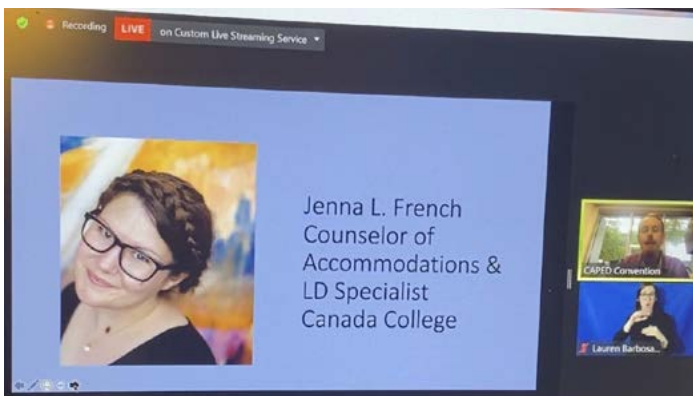 Recording LIVE on Custom Live Streaming Service
Jenna L. French
Counselor of
Accommodations &
LD Specialist
Canada College
CAPED Convention
Lauren Barbosa...